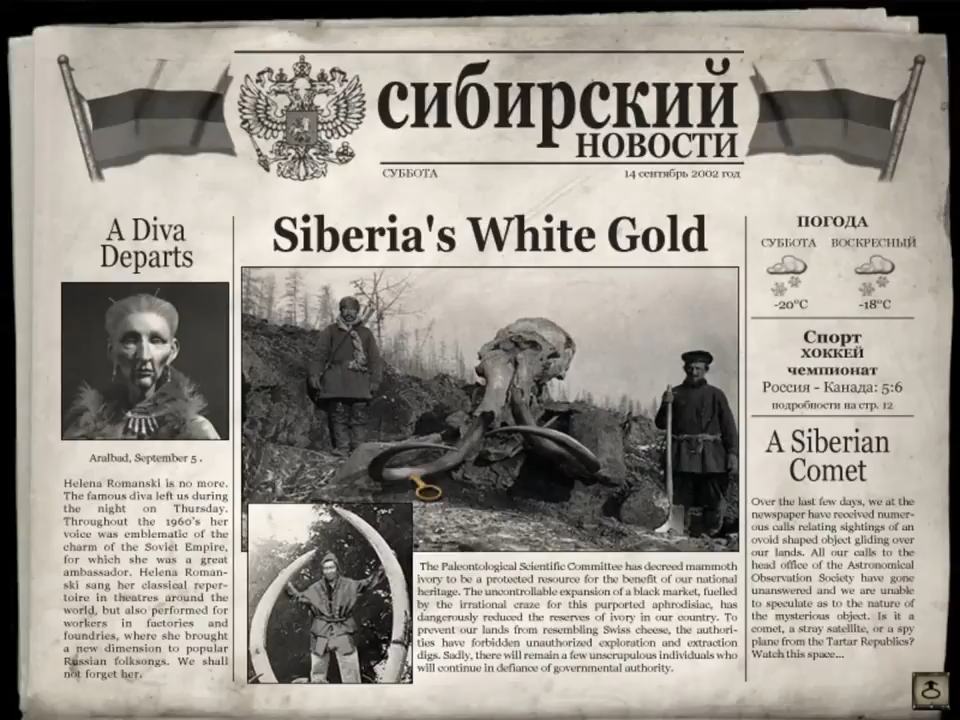 сибирский
НОВОСТИ
СУББОТА
14 сентябрь 2002 год
A Diva
Departs
Aralbad, September 5 .
Helena Romanski is no more.
The famous diva left us during
the night on Thursday.
Throughout the 1960's her
voice was emblematic of the
charm of the Soviet Empire,
for which she was a great
ambassador. Helena Roman-
ski sang her classical reper-
toire in theatres around the
world, but also performed for
workers in factories and
foundries, where she brought
a new dimension to popular
Russian folksongs. We shall
not forget her.
Siberia's White Gold
The Paleontological Scientific Committee has decreed mammoth
ivory to be a protected resource for the benefit of our national
heritage. The uncontrollable expansion of a black market, fuelled
by the irrational craze for this purported aphrodisiac, has
dangerously reduced the reserves of ivory in our country. To
prevent our lands from resembling Swiss cheese, the authori-
ties have forbidden unauthorized exploration and extraction
digs. Sadly, there will remain a few unscrupulous individuals who
will continue in defiance of governmental authority.
ПОГОДА
СУББОТА ВОСКРЕСНЫЙ
-20°C -18°C
Спорт
ХОККЕЙ
чемпионат
Россия - Канада: 5:6
подробности на стр. 12
A Siberian
Comet
Over the last few days, we at the
newspaper have received numer-
ous calls relating sightings of an
ovoid shaped object gliding over
our lands. All our calls to the
head office of the Astronomical
Observation Society have gone
unanswered and we are unable
to speculate as to the nature of
the mysterious object. Is it a
comet, a stray satellite, or a spy
plane from the Tartar Republics?
Watch this space...